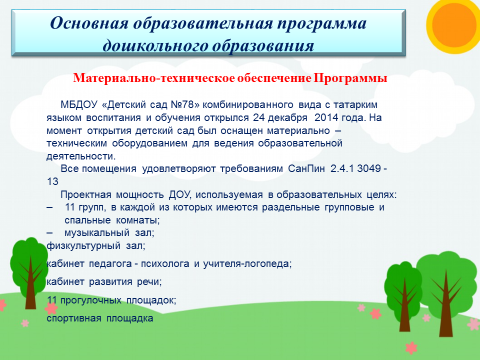 Основная образовательная программа
дошкольного образования
Материально-техническое обеспечение Программы
МБДОУ «Детский сад №78» комбинированного вида с татарким
языком воспитания и обучения открылся 24 декабря 2014 года. На
момент открытия детский сад был оснащен материально –
техническим оборудованием для ведения образовательной
деятельности.
Все помещения удовлетворяют требованиям СанПин 2.4.1 3049 -
13
Проектная мощность ДОУ, используемая в образовательных целях:
– 11 групп, в каждой из которых имеются раздельные групповые и
спальные комнаты;
– музыкальный зал;
физкультурный зал;
кабинет педагога - психолога и учителя-логопеда;
кабинет развития речи;
11 прогулочных площадок;
спортивная площадка